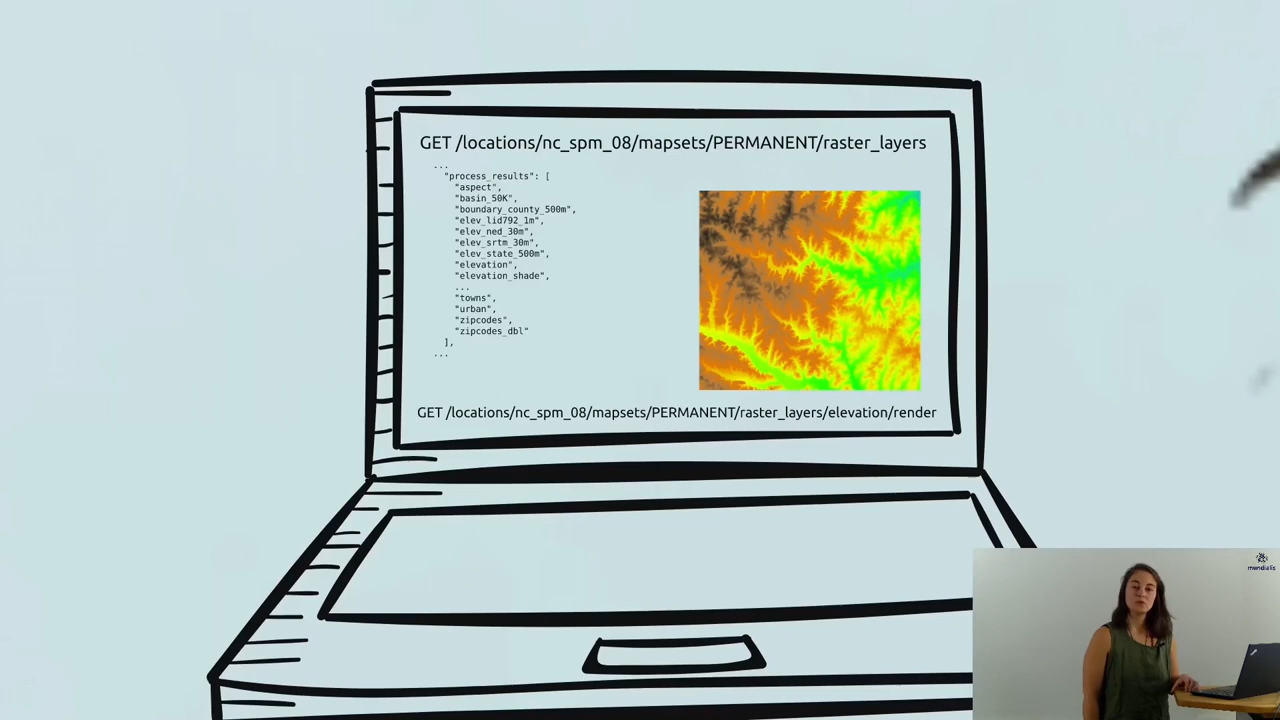 GET /locations/nc_spm_08/mapsets/PERMANENT/raster_layers
...
"process_results": [
"aspect",
"basin_50K",
"boundary_county_500m",
"elev_lid792_1m",
"elev_ned_30m",
"elev_srtm_30m",
"elev_state_500m",
"elevation",
"elevation_shade",
...
"towns",
"urban",
"zipcodes",
"zipcodes_dbl"
],
...
GET /locations/nc_spm_08/mapsets/PERMANENT/raster_layers/elevation/render
mundialis